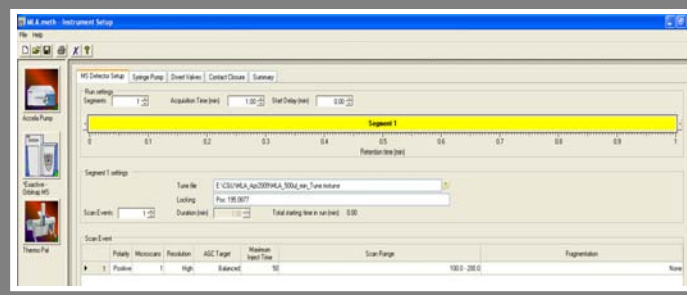 MLA.meth - Instrument Setup
File Help
MS Detector Setup Syringe Pump Divert Valves Contact Closure Summary
Run settings
Segments 1 Acquisition Time (min) 1.00 Start Delay (min) 0.00
Accela Pump
Segment 1
0 0.1 0.2 0.3 0.4 0.5 0.6 0.7 0.8 0.9 1
Retention time (min)
Segment 1 settings
Tune file
Exactive - Orbitrap MS
Locking Pos: 195.0877
Scan Events 1 Duration (min) Total starting time in run (min) 0.00
Thermo Pal
Scan Event
Polarity Microscans Resolution AGC Target Maximum Inject Time Scan Range Fragmentation
1 Positive 1 High Balanced 50 100.0 - 200.0 None